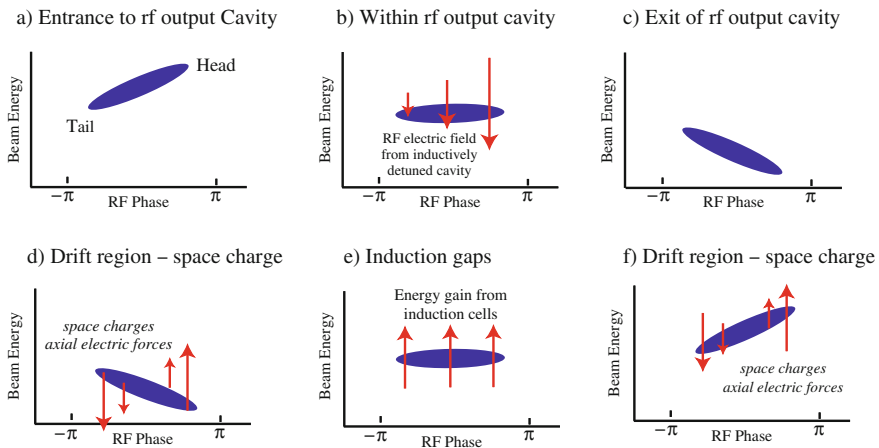 a) Entrance to rf output Cavity
Beam Energy
Head
Tail
−π
RF Phase
π
b) Within rf output cavity
Beam Energy
RF electric field
from inductively
detuned cavity
−π
RF Phase
π
c) Exit of rf output cavity
Beam Energy
−π
RF Phase
π
d) Drift region – space charge
Beam Energy
space charges
axial electric forces
−π
RF Phase
π
e) Induction gaps
Beam Energy
Energy gain from
induction cells
−π
RF Phase
π
f) Drift region – space charge
Beam Energy
space charges
axial electric forces
−π
RF Phase
π